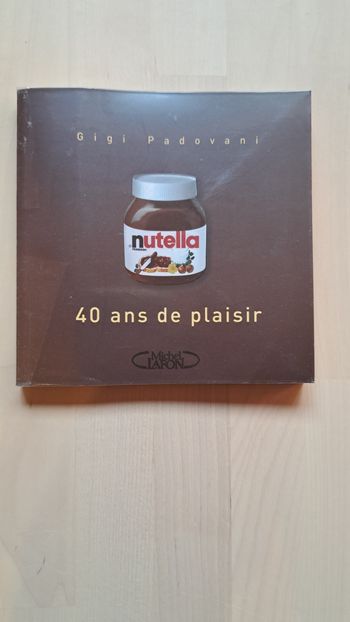 Gigi Padovani
nutella
40 ans de plaisir
Michel
LAFON